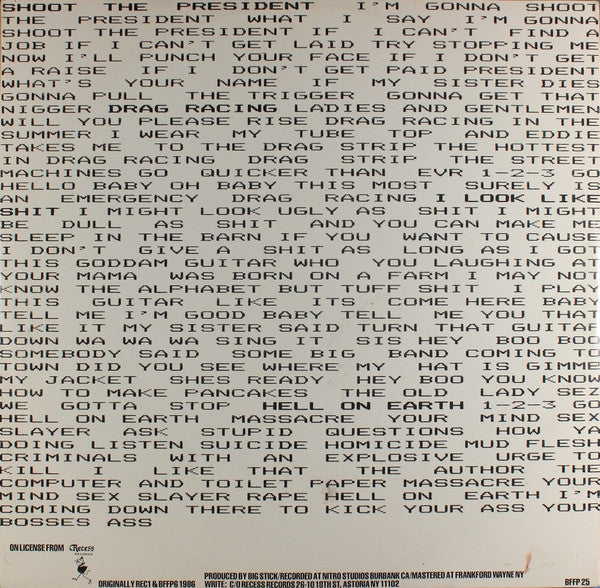 SHOOT THE PRESIDENT I'M GONNA SHOOT
THE PRESIDENT WHAT I SAY I'M GONNA
SHOOT THE PRESIDENT IF I CAN'T FIND A
JOB IF I CAN'T GET LAID TRY STOPPING ME
NOW I'LL PUNCH YOUR FACE IF I DON'T GET
A RAISE IF I DON'T GET PAID PRESIDENT
WHAT'S YOUR NAME IF MY SISTER DIES
GONNA PULL THE TRIGGER GONNA GET THAT
NIGGER DRAG RACING LADIES AND GENTLEMEN
WILL YOU PLEASE RISE DRAG RACING IN THE
SUMMER I WEAR MY TUBE TOP AND EDDIE
TAKES ME TO THE DRAG STRIP THE HOTTEST
IN DRAG RACING DRAG STRIP THE STREET
MACHINES GO QUICKER THAN EVR 1-2-3 GO
HELLO BABY OH BABY THIS MOST SURELY IS
AN EMERGENCY DRAG RACING I LOOK LIKE
SHIT I MIGHT LOOK UGLY AS SHIT I MIGHT
BE DULL AS SHIT AND YOU CAN MAKE ME
SLEEP IN THE BARN IF YOU WANT TO CAUSE
I DON'T GIVE A SHIT AS LONG AS I GOT
THIS GODDAM GUITAR WHO YOU LAUGHING AT
YOUR MAMA WAS BORN ON A FARM I MAY NOT
KNOW THE ALPHABET BUT TUFF SHIT I PLAY
THIS GUITAR LIKE ITS COME HERE BABY
TELL ME I'M GOOD BABY TELL ME YOU THAT
LIKE IT MY SISTER SAID TURN THAT GUITAR
DOWN WA WA WA SING IT SIS HEY BOO BOO
SOMEBODY SAID SOME BIG BAND COMING TO
TOWN DID YOU SEE WHERE MY HAT IS GIMME
MY JACKET SHES READY HEY BOO YOU KNOW
HOW TO MAKE PANCAKES THE OLD LADY SEZ
WE GOTTA STOP HELL ON EARTH 1-2-3 GO
HELL ON EARTH MASSACRE YOUR MIND SEX
SLAYER ASK STUPID QUESTIONS HOW YA
DOING LISTEN SUICIDE HOMICIDE MUD FLESH
CRIMINALS WITH AN EXPLOSIVE URGE TO
KILL I LIKE THAT THE AUTHOR THE
COMPUTER AND TOILET PAPER MASSACRE YOUR
MIND SEX SLAYER RAPE HELL ON EARTH I'M
COMING DOWN THERE TO KICK YOUR ASS YOUR
BOSSES ASS
ON LICENSE FROM Recess RECORDS
ORIGINALLY REC1 & BFFP6 1986
PRODUCED BY BIG STICK/RECORDED AT NITRO STUDIOS BURBANK CA/MASTERED AT FRANKFORD WAYNE NY
WRITE: C/O RECESS RECORDS 26-10 18TH ST, ASTORIA NY 11102
BFFP 25